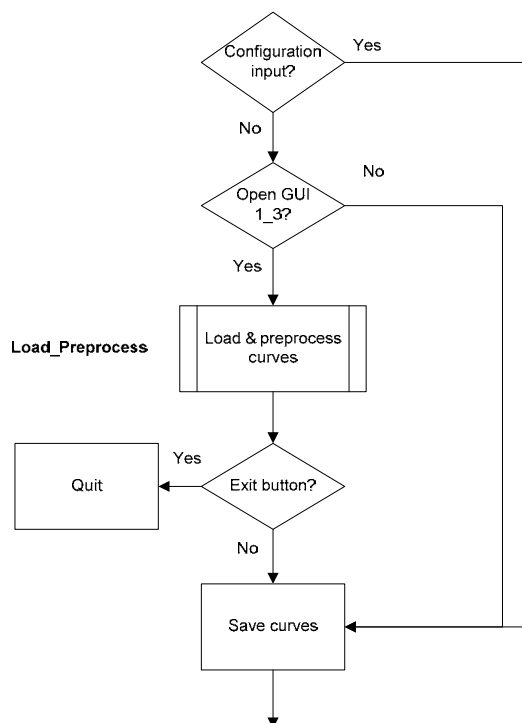 Configuration
input?
Yes
No
Open GUI
1_3?
No
Yes
Load_Preprocess
Load & preprocess
curves
Yes
Quit
Exit button?
No
Save curves